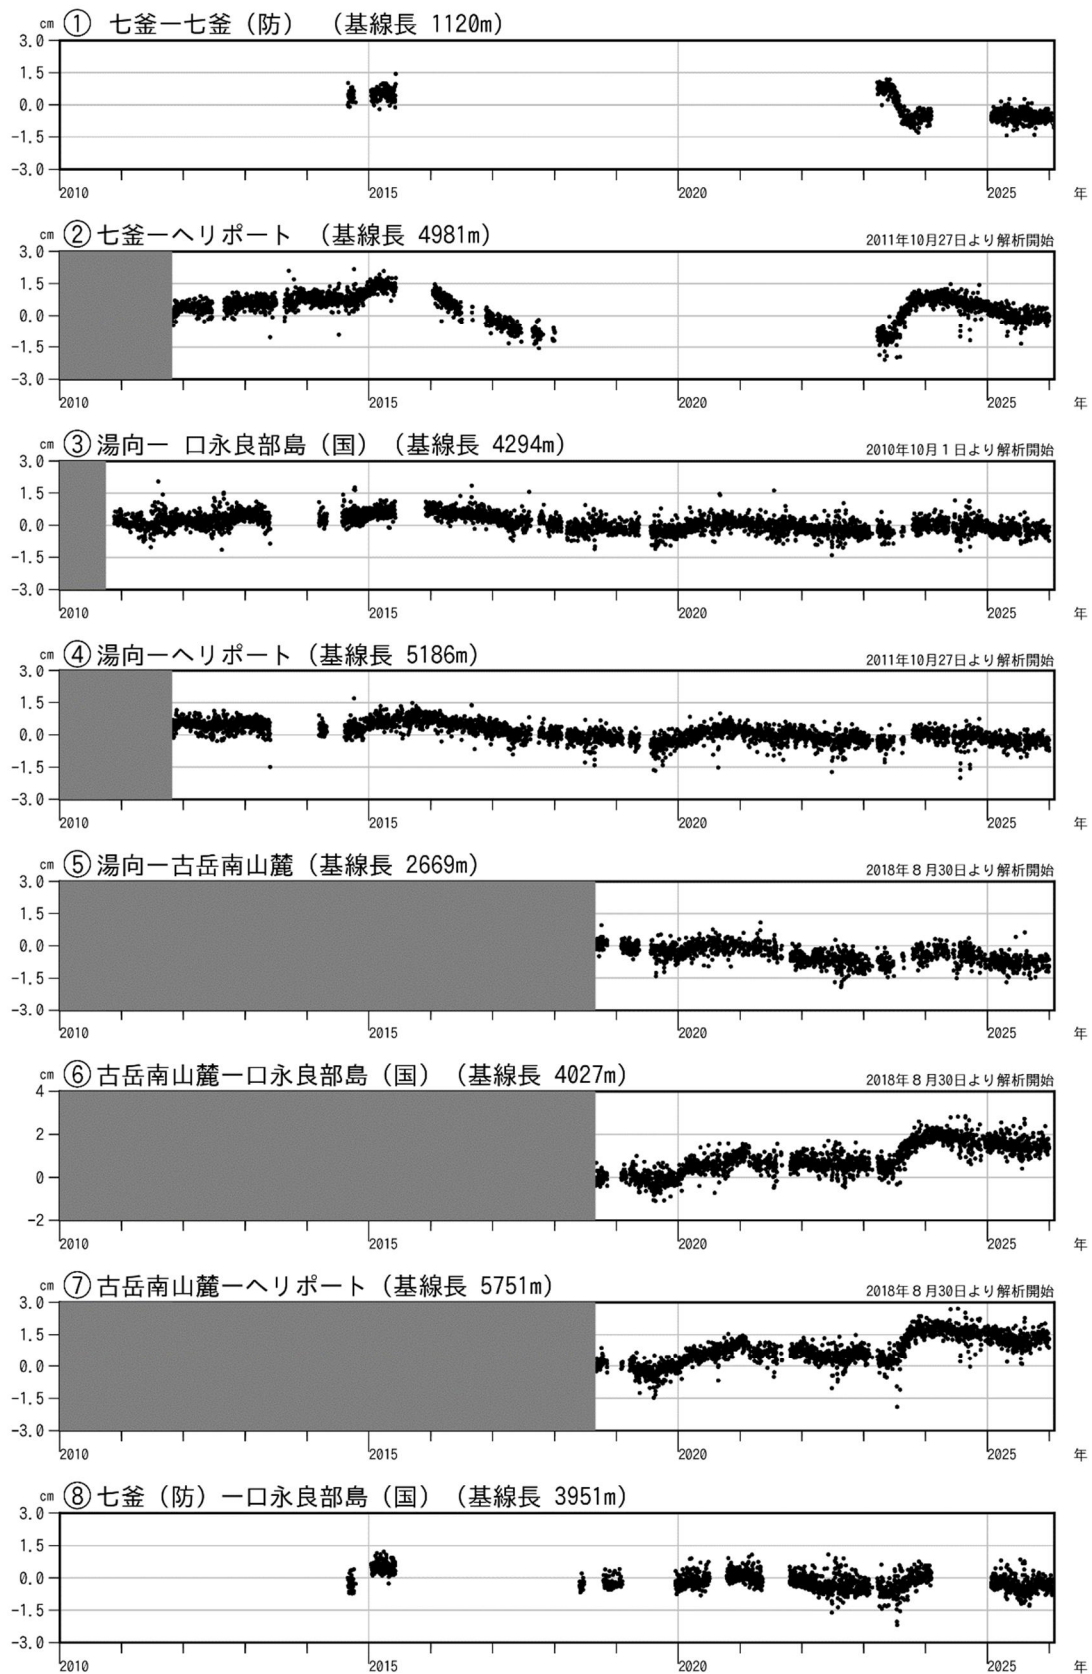 cm ① 七釜ー七釜（防） （基線長 1120m）
3.0
1.5
0.0
-1.5
-3.0
2010 2015 2020 2025 年
cm ② 七釜ーヘリポート （基線長 4981m） 2011年10月27日より解析開始
3.0
1.5
0.0
-1.5
-3.0
2010 2015 2020 2025 年
cm ③ 湯向ー 口永良部島（国）（基線長 4294m） 2010年10月１日より解析開始
3.0
1.5
0.0
-1.5
-3.0
2010 2015 2020 2025 年
cm ④ 湯向ーヘリポート（基線長 5186m） 2011年10月27日より解析開始
3.0
1.5
0.0
-1.5
-3.0
2010 2015 2020 2025 年
cm ⑤ 湯向ー古岳南山麓（基線長 2669m） 2018年８月30日より解析開始
3.0
1.5
0.0
-1.5
-3.0
2010 2015 2020 2025 年
cm ⑥ 古岳南山麓ー口永良部島（国）（基線長 4027m） 2018年８月30日より解析開始
4
2
0
-2
2010 2015 2020 2025 年
cm ⑦ 古岳南山麓ーヘリポート（基線長 5751m） 2018年８月30日より解析開始
3.0
1.5
0.0
-1.5
-3.0
2010 2015 2020 2025 年
cm ⑧ 七釜（防）ー口永良部島（国）（基線長 3951m）
3.0
1.5
0.0
-1.5
-3.0
2010 2015 2020 2025 年